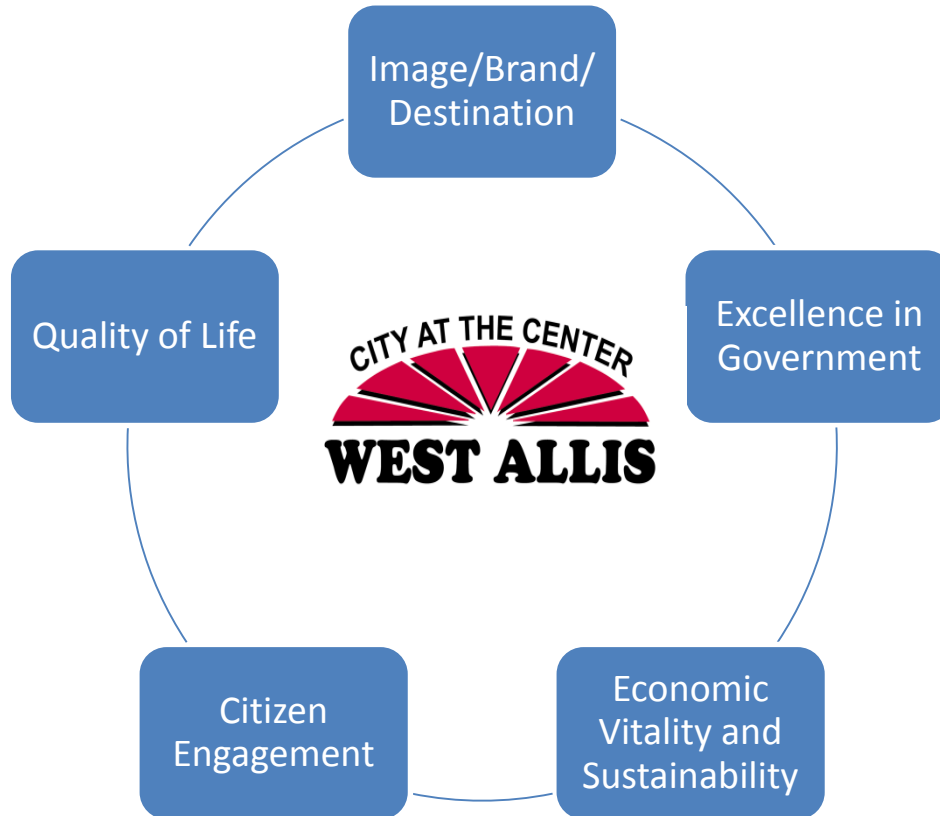 Image/Brand/
Destination
Quality of Life
Excellence in
Government
CITY AT THE CENTER
WEST ALLIS
Citizen
Engagement
Economic
Vitality and
Sustainability